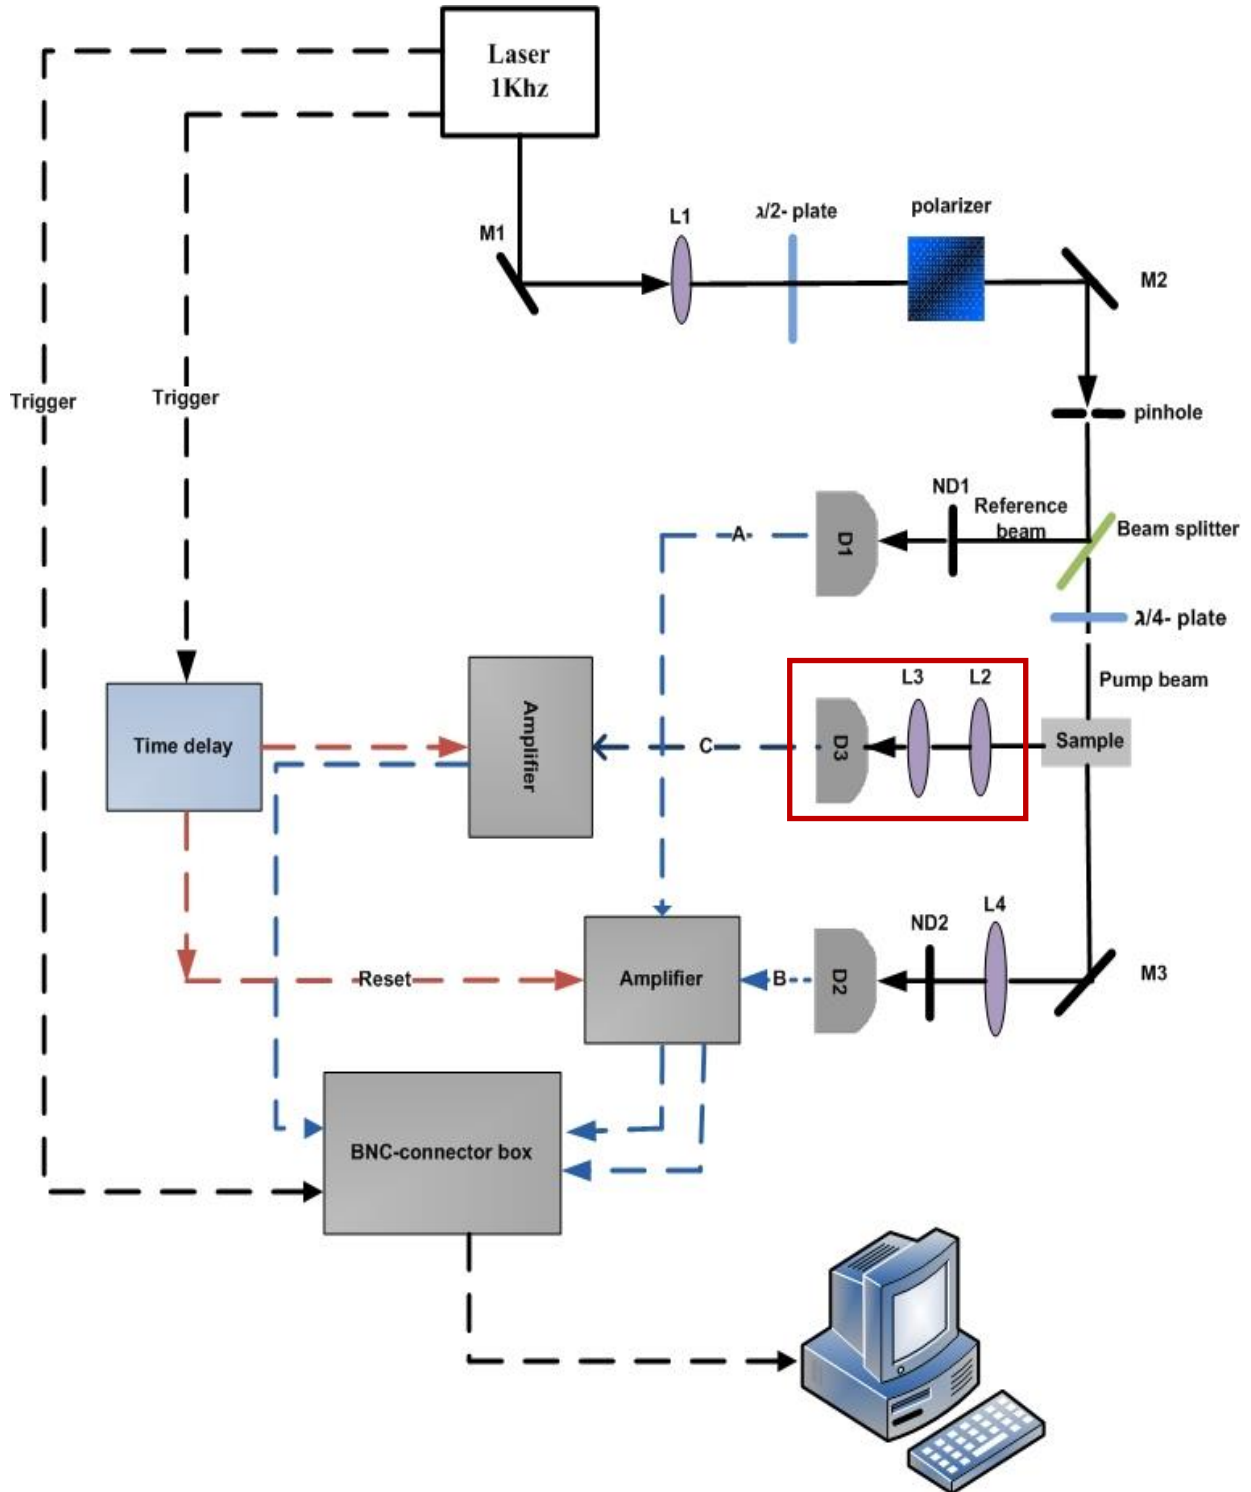 Laser
1Khz
L1
λ/2- plate
polarizer
M1
M2
Trigger
Trigger
pinhole
ND1
Reference
beam
Beam splitter
A-
D1
λ/4- plate
L3
L2
Pump beam
Time delay
Amplifier
C
D3
Sample
L4
ND2
Reset
Amplifier
B
D2
M3
BNC-connector box